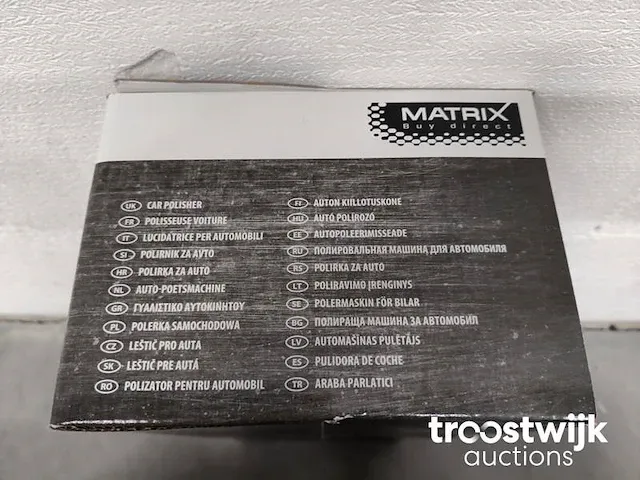 MATRIX
Buy direct
UK CAR POLISHER
FR POLISSEUSE VOITURE
IT LUCIDATRICE PER AUTOMOBILI
SI POLIRNIK ZA AVTO
HR POLIRKA ZA AUTO
NL AUTO-POETSMACHINE
GR ΓΥΑΛΙΣΤΙΚΟ ΑΥΤΟΚΙΝΗΤΟΥ
PL POLERKA SAMOCHODOWA
CZ LEŠTIČ PRO AUTA
SK LEŠTIČ PRE AUTÁ
RO POLIZATOR PENTRU AUTOMOBIL
FI AUTON KIILLOTUSKONE
HU AUTÓ POLÍROZÓ
EE AUTOPOLEERIMISSEADE
RU ПОЛИРОВАЛЬНАЯ МАШИНА ДЛЯ АВТОМОБИЛЯ
RS POLIRKA ZA AUTO
LT POLIRAVIMO ĮRENGINYS
SE POLERMASKIN FÖR BILAR
BG ПОЛИРАЩА МАШИНА ЗА АВТОМОБИЛ
LV AUTOMAŠINAS PULĒTĀJS
ES PULIDORA DE COCHE
TR ARABA PARLATICI
troostwijk
auctions